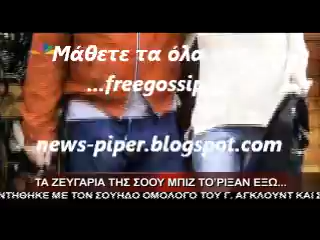 Μάθετε τα όλα
...freegossip
news-piper.blogspot.com
ΤΑ ΖΕΥΓΑΡΙΑ ΤΗΣ ΣΟΟΥ ΜΠΙΖ ΤΟ'ΡΙΞΑΝ ΕΞΩ...
ΝΤΗΘΗΚΕ ΜΕ ΤΟΝ ΣΟΥΗΔΟ ΟΜΟΛΟΓΟ ΤΟΥ Γ. ΑΓΚΛΟΥΝΤ ΚΑΙ Σ